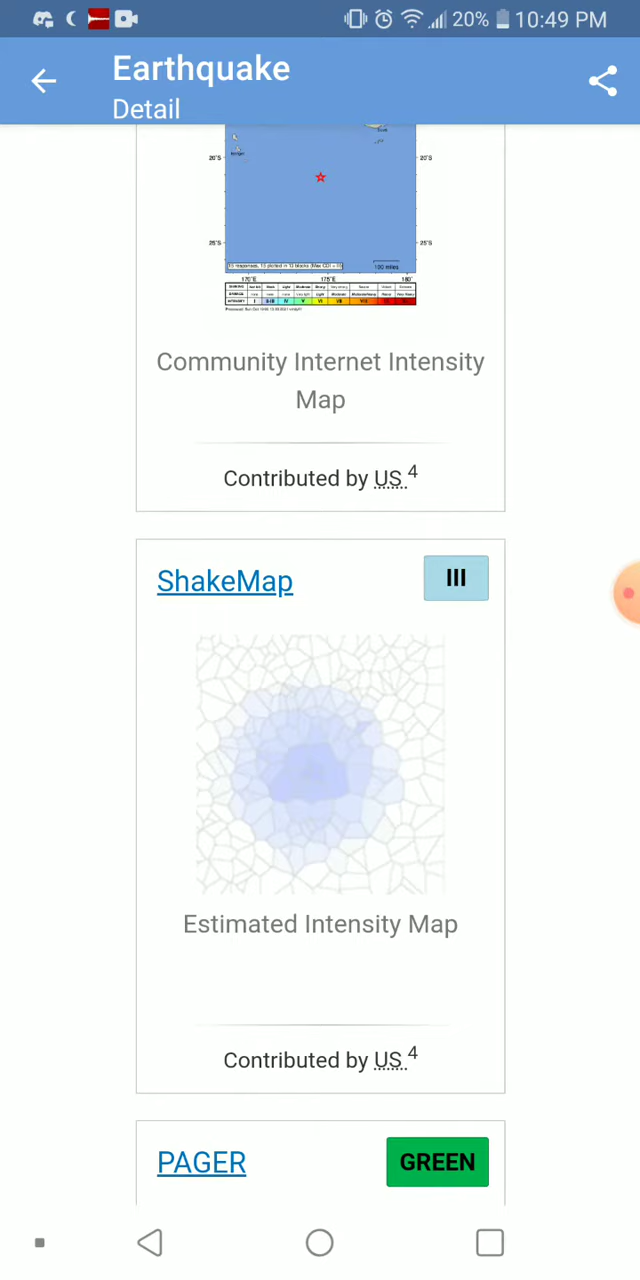 20% 10:49 PM
Earthquake
Detail
20°S 20°S
25°S 25°S
100 miles
170°E 175°E 180°
Community Internet Intensity
Map
Contributed by US 4
ShakeMap III
Estimated Intensity Map
Contributed by US 4
PAGER GREEN